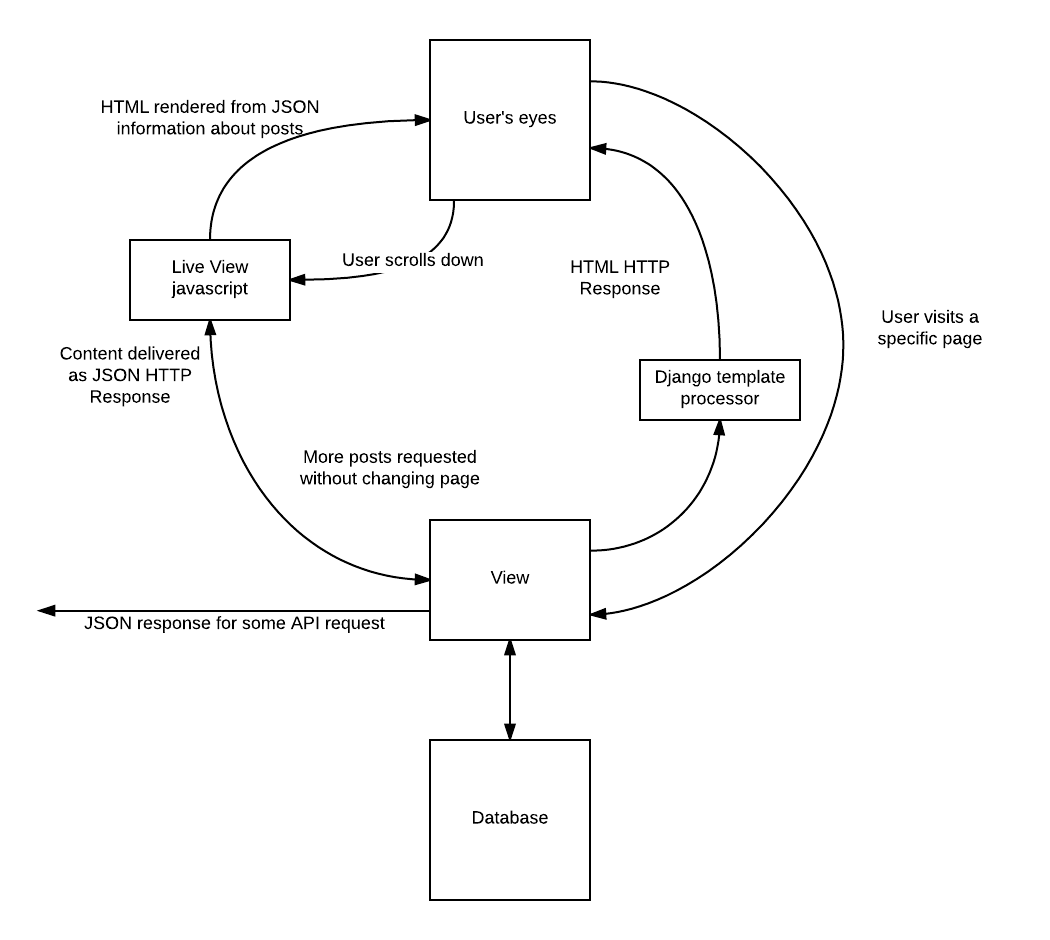 User's eyes
HTML rendered from JSON
information about posts
User scrolls down
Live View
javascript
HTML HTTP
Response
User visits a
specific page
Content delivered
as JSON HTTP
Response
Django template
processor
More posts requested
without changing page
View
JSON response for some API request
Database